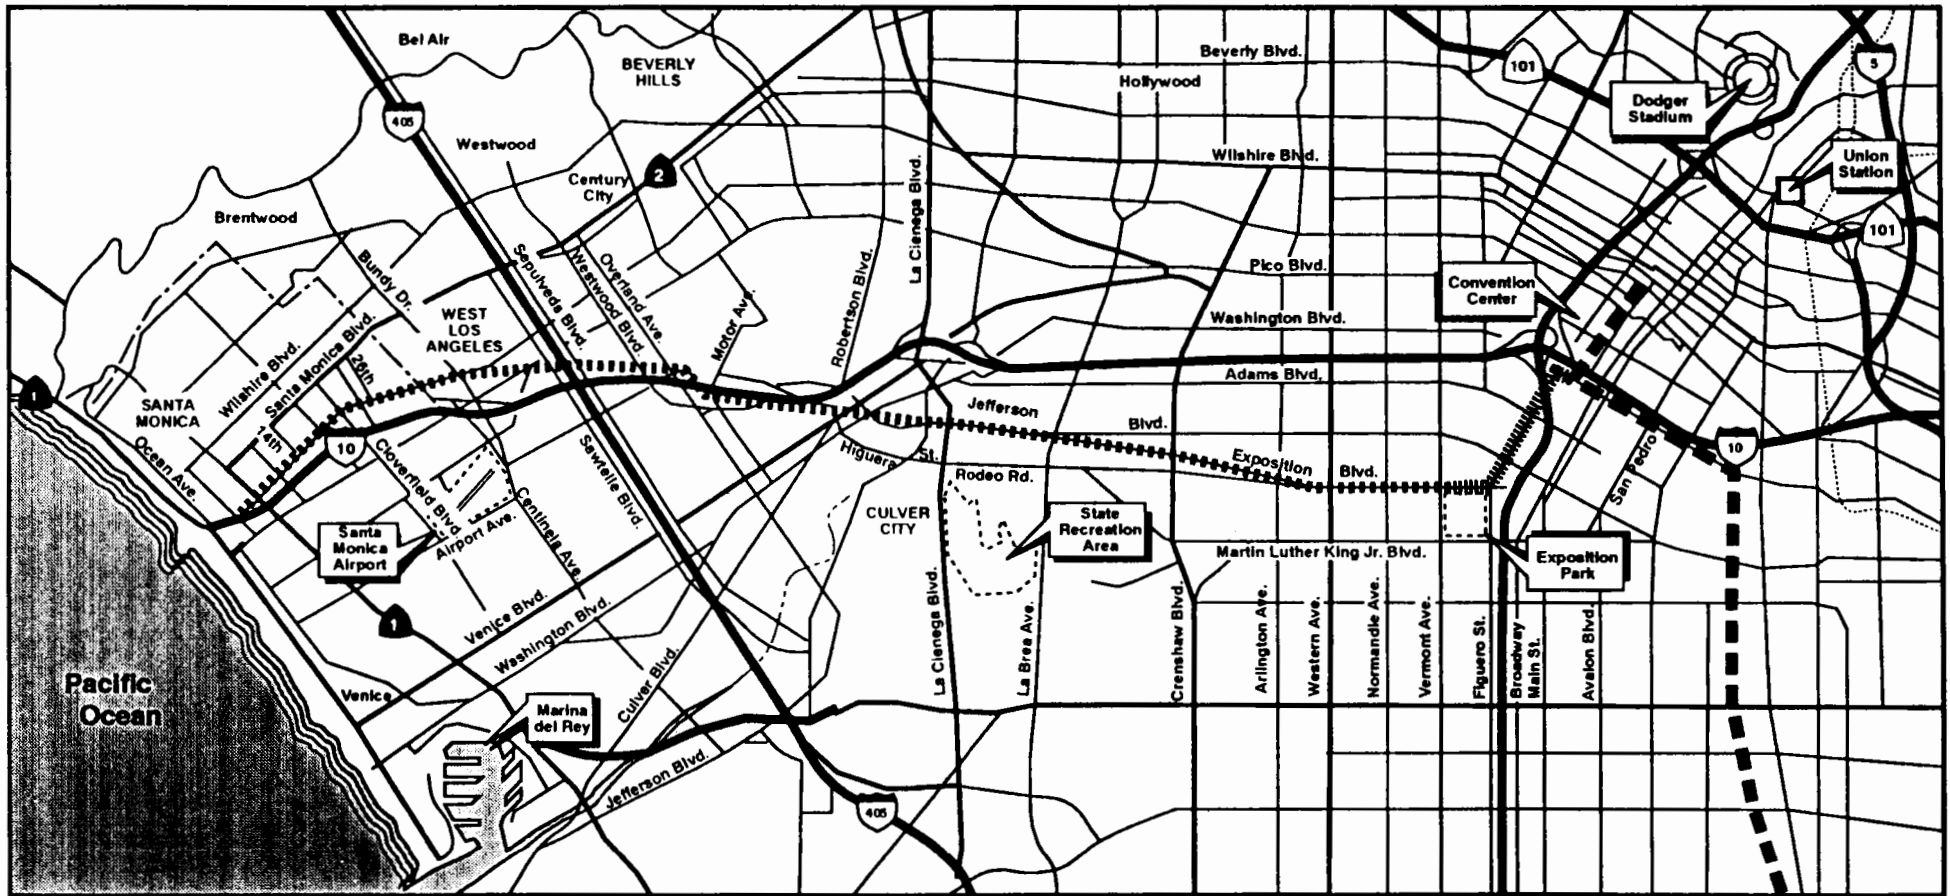 Bel Air
BEVERLY
HILLS
Beverly Blvd.
Hollywood
101
5
Dodger
Stadium
405
Westwood
Wilshire Blvd.
Union
Station
Century
City
2
La Cienega Blvd.
Brentwood
101
Bundy Dr.
Sepulveda Blvd.
Westwood Blvd.
Overland Ave.
Robertson Blvd.
Pico Blvd.
Convention
Center
WEST
LOS
ANGELES
Motor Ave.
Washington Blvd.
Wilshire Blvd.
Santa Monica Blvd.
26th
Adams Blvd.
1
SANTA
MONICA
14th
Jefferson
Blvd.
Ocean Ave.
10
Cloverfield Blvd.
Sawtelle Blvd.
Higuera
St.
Exposition
Blvd.
10
San Pedro
Rodeo Rd.
Santa
Monica
Airport
Airport Ave.
Centinela Ave.
CULVER
CITY
State
Recreation
Area
Martin Luther King Jr. Blvd.
Exposition
Park
1
Venice Blvd.
Washington Blvd.
Culver Blvd.
La Cienega Blvd.
La Brea Ave.
Crenshaw Blvd.
Arlington Ave.
Western Ave.
Normandie Ave.
Vermont Ave.
Figuero St.
Broadway
Main St.
Avalon Blvd.
Pacific
Ocean
Venice
Marina
del Rey
Jefferson Blvd.
405